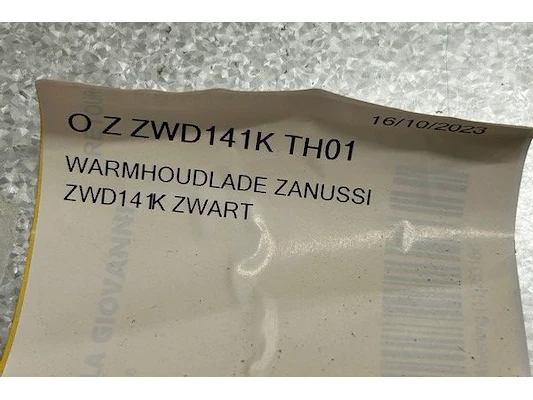 16/10/2023
O Z ZWD141K TH01
WARMHOUDLADE ZANUSSI
ZWD141K ZWART